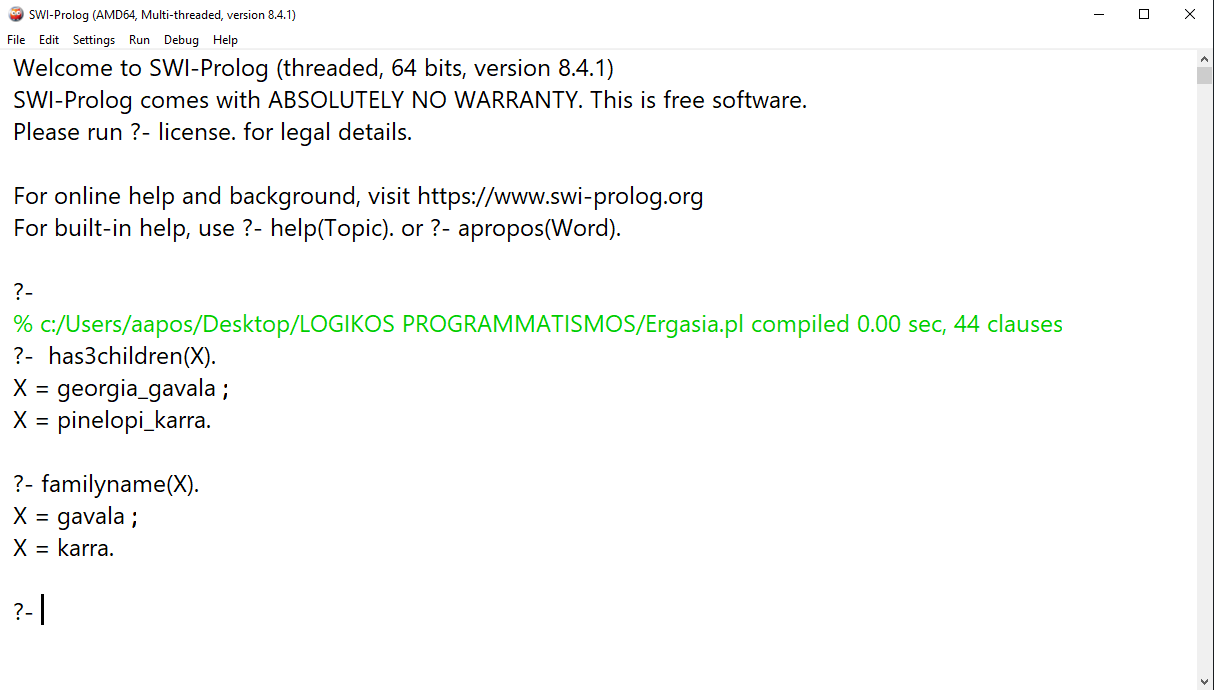 SWI-Prolog (AMD64, Multi-threaded, version 8.4.1)
File Edit Settings Run Debug Help
Welcome to SWI-Prolog (threaded, 64 bits, version 8.4.1)
SWI-Prolog comes with ABSOLUTELY NO WARRANTY. This is free software.
Please run ?- license. for legal details.
For online help and background, visit https://www.swi-prolog.org
For built-in help, use ?- help(Topic). or ?- apropos(Word).
?-
% c:/Users/aapos/Desktop/LOGIKOS PROGRAMMATISMOS/Ergasia.pl compiled 0.00 sec, 44 clauses
?-  has3children(X).
X = georgia_gavala ;
X = pinelopi_karra.
?- familyname(X).
X = gavala ;
X = karra.
?-